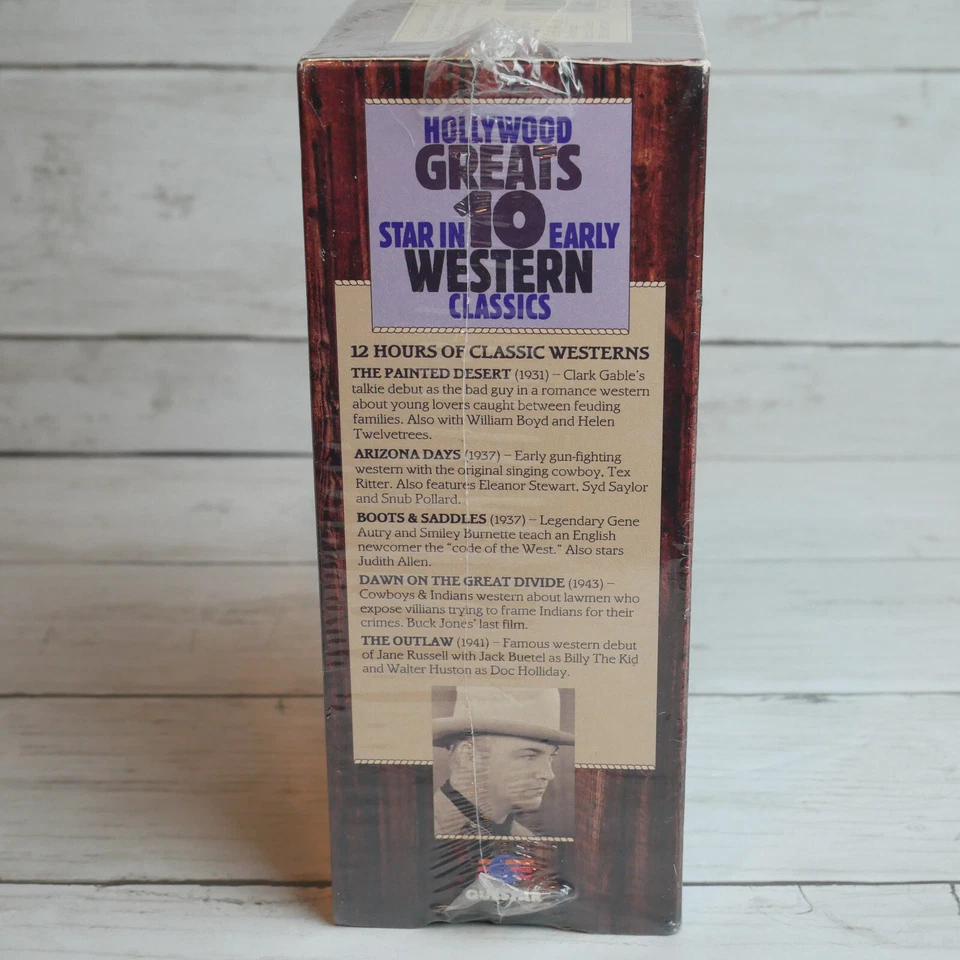 HOLLYWOOD
GREATS
STAR IN 10 EARLY
WESTERN
CLASSICS
12 HOURS OF CLASSIC WESTERNS
THE PAINTED DESERT (1931) – Clark Gable's
talkie debut as the bad guy in a romance western
about young lovers caught between feuding
families. Also with William Boyd and Helen
Twelvetrees.
ARIZONA DAYS (1937) – Early gun-fighting
western with the original singing cowboy, Tex
Ritter. Also features Eleanor Stewart, Syd Saylor
and Snub Pollard.
BOOTS & SADDLES (1937) – Legendary Gene
Autry and Smiley Burnette teach an English
newcomer the "code of the West." Also stars
Judith Allen.
DAWN ON THE GREAT DIVIDE (1943) –
Cowboys & Indians western about lawmen who
expose villians trying to frame Indians for their
crimes. Buck Jones' last film.
THE OUTLAW (1941) – Famous western debut
of Jane Russell with Jack Buetel as Billy The Kid
and Walter Huston as Doc Holliday.
QUESTAR